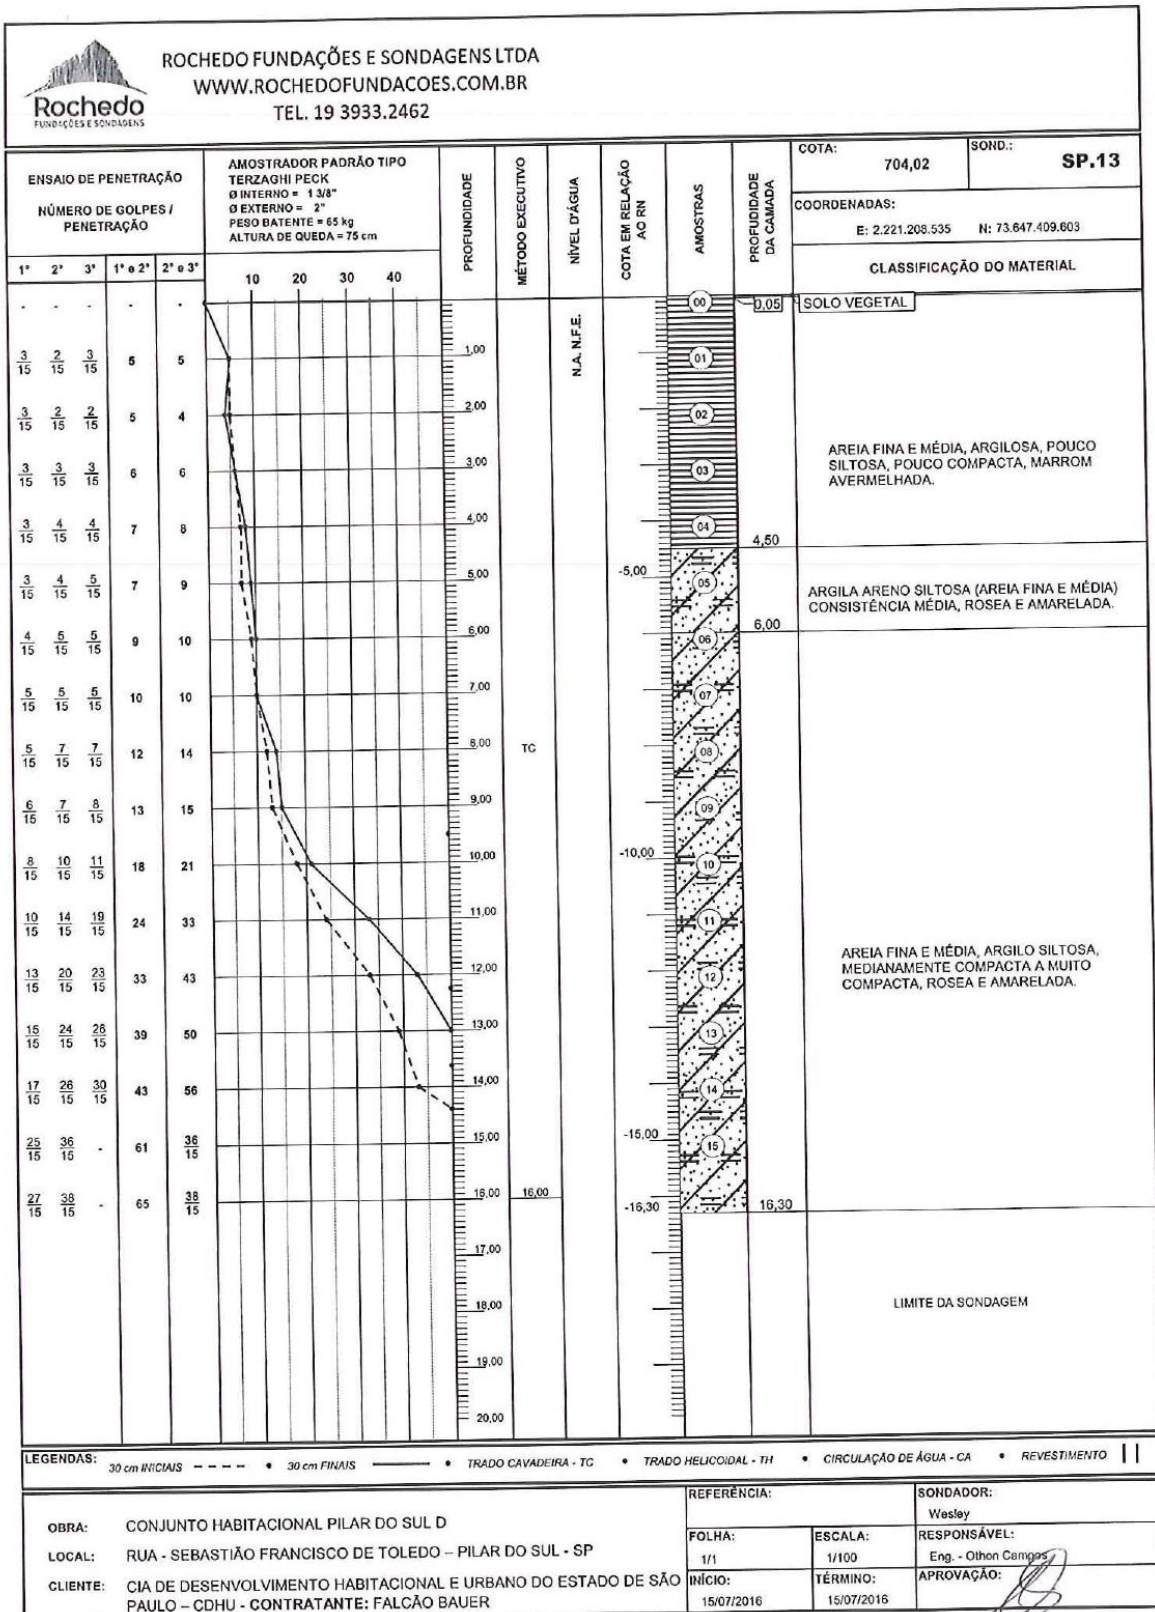 Rochedo
FUNDAÇÕES E SONDAGENS
ROCHEDO FUNDAÇÕES E SONDAGENS LTDA
WWW.ROCHEDOFUNDACOES.COM.BR
TEL. 19 3933.2462
ENSAIO DE PENETRAÇÃO
NÚMERO DE GOLPES /
PENETRAÇÃO
1° 2° 3° 1° e 2° 2° e 3°
AMOSTRADOR PADRÃO TIPO
TERZAGHI PECK
Ø INTERNO = 1 3/8"
Ø EXTERNO = 2"
PESO BATENTE = 65 kg
ALTURA DE QUEDA = 75 cm
10 20 30 40
PROFUNDIDADE
MÉTODO EXECUTIVO
NÍVEL D'ÁGUA
COTA EM RELAÇÃO
AO RN
AMOSTRAS
PROFUDIDADE
DA CAMADA
COTA:
704,02
SOND.:
SP.13
COORDENADAS:
E: 2.221.208.535 N: 73.647.409.603
CLASSIFICAÇÃO DO MATERIAL
- - - - -
3/15 2/15 3/15 5 5
3/15 2/15 2/15 5 4
3/15 3/15 3/15 6 6
3/15 4/15 4/15 7 8
3/15 4/15 5/15 7 9
4/15 5/15 5/15 9 10
5/15 5/15 5/15 10 10
5/15 7/15 7/15 12 14
6/15 7/15 8/15 13 15
8/15 10/15 11/15 18 21
10/15 14/15 19/15 24 33
13/15 20/15 23/15 33 43
15/15 24/15 26/15 39 50
17/15 26/15 30/15 43 56
25/15 36/15 - 61 36/15
27/15 38/15 - 65 38/15
1,00
2,00
3,00
4,00
5,00
6,00
7,00
8,00
9,00
10,00
11,00
12,00
13,00
14,00
15,00
16,00
17,00
18,00
19,00
20,00
TC
16,00
N.A. N.F.E.
-5,00
-10,00
-15,00
-16,30
00
01
02
03
04
05
06
07
08
09
10
11
12
13
14
15
0,05
4,50
6,00
16,30
SOLO VEGETAL
AREIA FINA E MÉDIA, ARGILOSA, POUCO
SILTOSA, POUCO COMPACTA, MARROM
AVERMELHADA.
ARGILA ARENO SILTOSA (AREIA FINA E MÉDIA)
CONSISTÊNCIA MÉDIA, ROSEA E AMARELADA.
AREIA FINA E MÉDIA, ARGILO SILTOSA,
MEDIANAMENTE COMPACTA A MUITO
COMPACTA, ROSEA E AMARELADA.
LIMITE DA SONDAGEM
LEGENDAS: 30 cm INICIAIS - - - - • 30 cm FINAIS ——— • TRADO CAVADEIRA - TC • TRADO HELICOIDAL - TH • CIRCULAÇÃO DE ÁGUA - CA • REVESTIMENTO
OBRA: CONJUNTO HABITACIONAL PILAR DO SUL D
LOCAL: RUA - SEBASTIÃO FRANCISCO DE TOLEDO – PILAR DO SUL - SP
CLIENTE: CIA DE DESENVOLVIMENTO HABITACIONAL E URBANO DO ESTADO DE SÃO
PAULO – CDHU - CONTRATANTE: FALCÃO BAUER
REFERÊNCIA:
SONDADOR:
Wesley
FOLHA:
1/1
ESCALA:
1/100
RESPONSÁVEL:
Eng. - Othon Campos
INÍCIO:
15/07/2016
TÉRMINO:
15/07/2016
APROVAÇÃO: